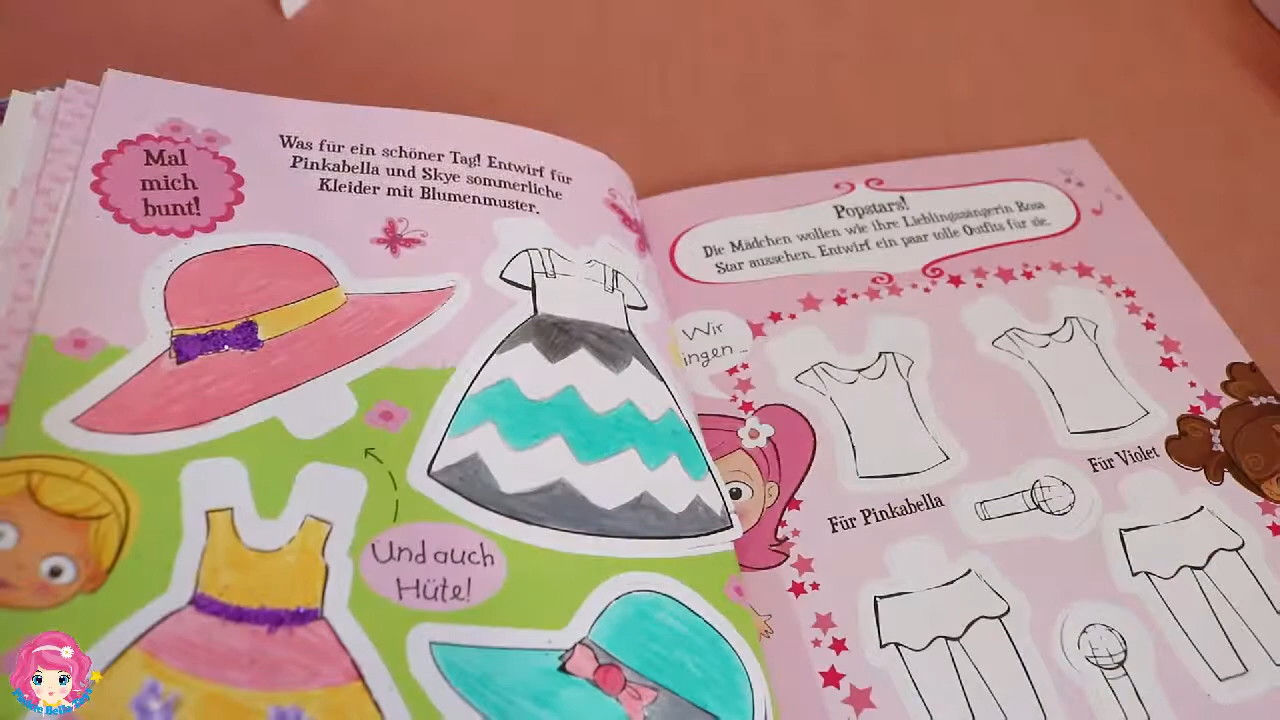 Mal
mich
bunt!
Was für ein schöner Tag! Entwirf für
Pinkabella und Skye sommerliche
Kleider mit Blumenmuster.
Und auch
Hüte!
Popstars!
Die Mädchen wollen wie ihre Lieblingssängerin Rosa
Star aussehen. Entwirf ein paar tolle Outfits für sie.
Wir
ingen ...
Für Pinkabella
Für Violet